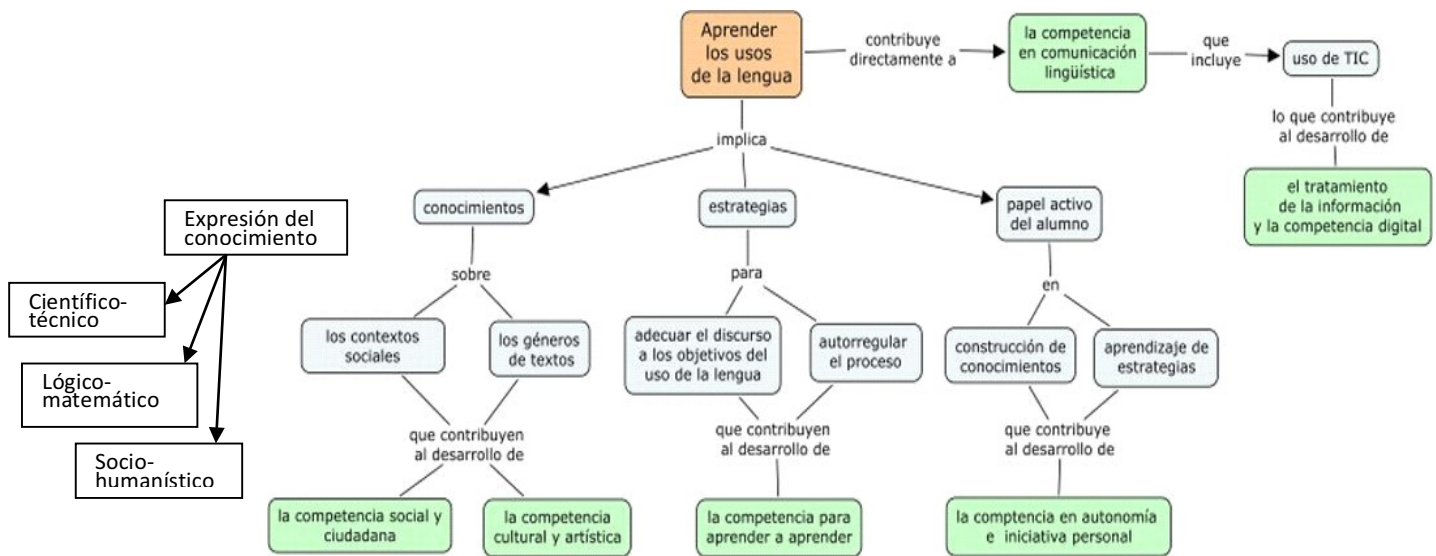 Aprender
los usos
de la lengua
contribuye
directamente a
la competencia
en comunicación
lingüística
que
incluye
uso de TIC
lo que contribuye
al desarrollo de
el tratamiento
de la información
y la competencia digital
implica
conocimientos
estrategias
papel activo
del alumno
Expresión del
conocimiento
Científico-
técnico
Lógico-
matemático
Socio-
humanístico
sobre
los contextos
sociales
los géneros
de textos
que contribuyen
al desarrollo de
la competencia social y
ciudadana
la competencia
cultural y artística
para
adecuar el discurso
a los objetivos del
uso de la lengua
autorregular
el proceso
que contribuyen
al desarrollo de
la competencia para
aprender a aprender
en
construcción de
conocimientos
aprendizaje de
estrategias
que contribuye
al desarrollo de
la comptencia en autonomía
e iniciativa personal